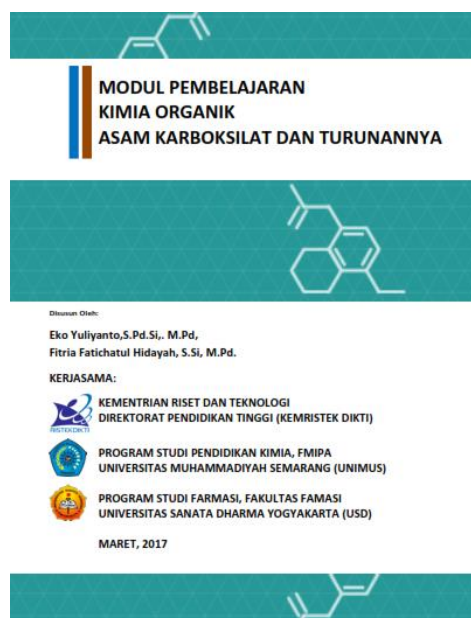 MODUL PEMBELAJARAN
KIMIA ORGANIK
ASAM KARBOKSILAT DAN TURUNANNYA
Disusun Oleh:
Eko Yuliyanto,S.Pd.Si,. M.Pd,
Fitria Fatichatul Hidayah, S.Si, M.Pd.
KERJASAMA:
RISTEKDIKTI
KEMENTRIAN RISET DAN TEKNOLOGI
DIREKTORAT PENDIDIKAN TINGGI (KEMRISTEK DIKTI)
PROGRAM STUDI PENDIDIKAN KIMIA, FMIPA
UNIVERSITAS MUHAMMADIYAH SEMARANG (UNIMUS)
PROGRAM STUDI FARMASI, FAKULTAS FAMASI
UNIVERSITAS SANATA DHARMA YOGYAKARTA (USD)
MARET, 2017